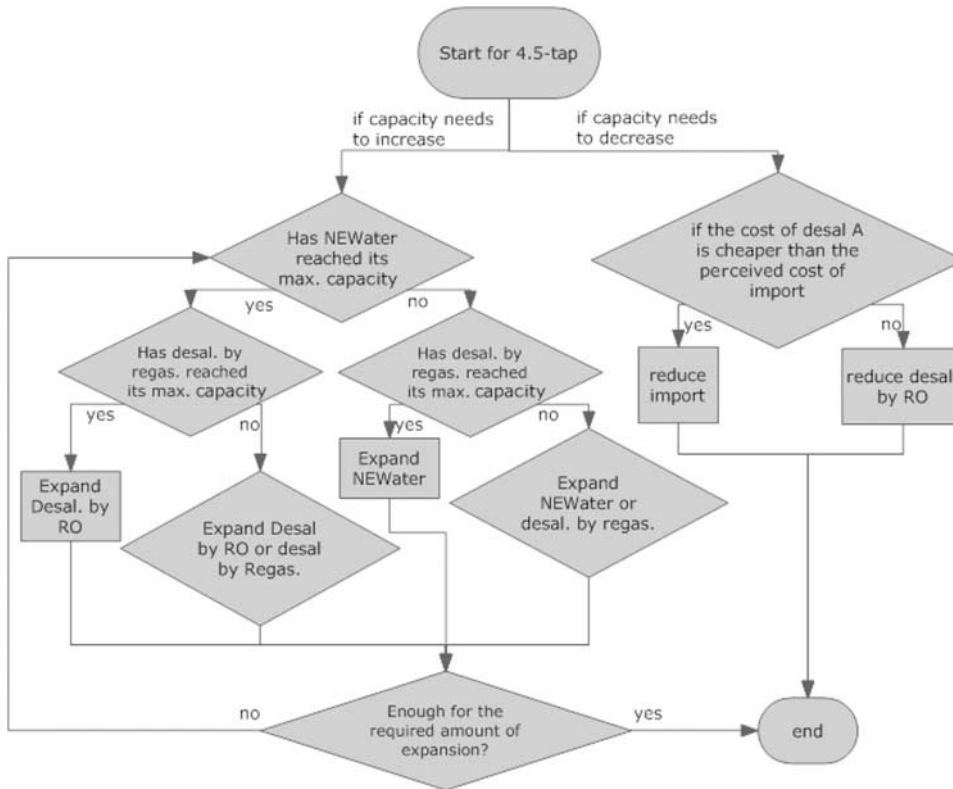 Start for 4.5-tap
if capacity needs
to increase
if capacity needs
to decrease
Has NEWater
reached its
max. capacity
if the cost of desal A
is cheaper than the
perceived cost of
import
yes
no
Has desal. by
regas. reached
its max. capacity
Has desal. by
regas. reached
its max. capacity
yes
no
reduce
import
reduce desal
by RO
yes
no
yes
no
Expand
Desal. by
RO
Expand Desal
by RO or desal
by Regas.
Expand
NEWater
Expand
NEWater or
desal. by regas.
no
Enough for the
required amount of
expansion?
yes
end